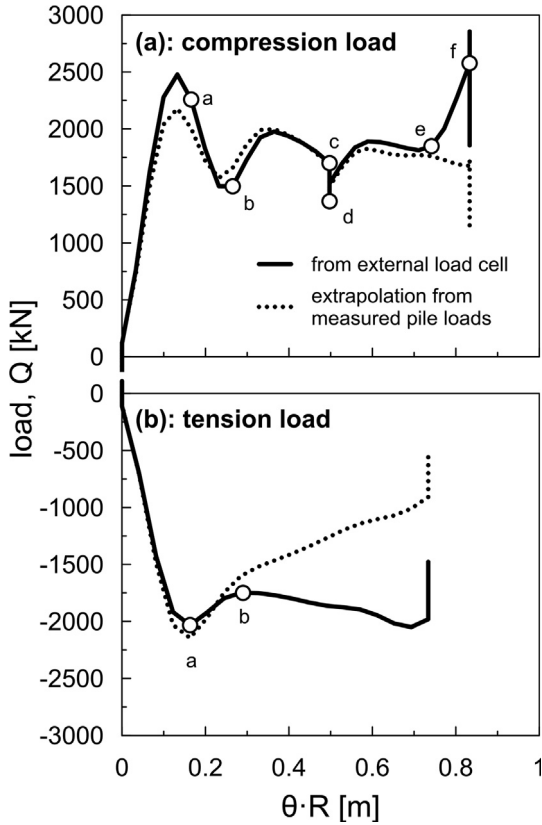 (a): compression load
3000
2500
2000
1500
1000
500
0
a
b
c
d
e
f
from external load cell
extrapolation from
measured pile loads
load, Q [kN]
(b): tension load
0
-500
-1000
-1500
-2000
-2500
-3000
a
b
0
0.2
0.4
0.6
0.8
1
θ·R [m]